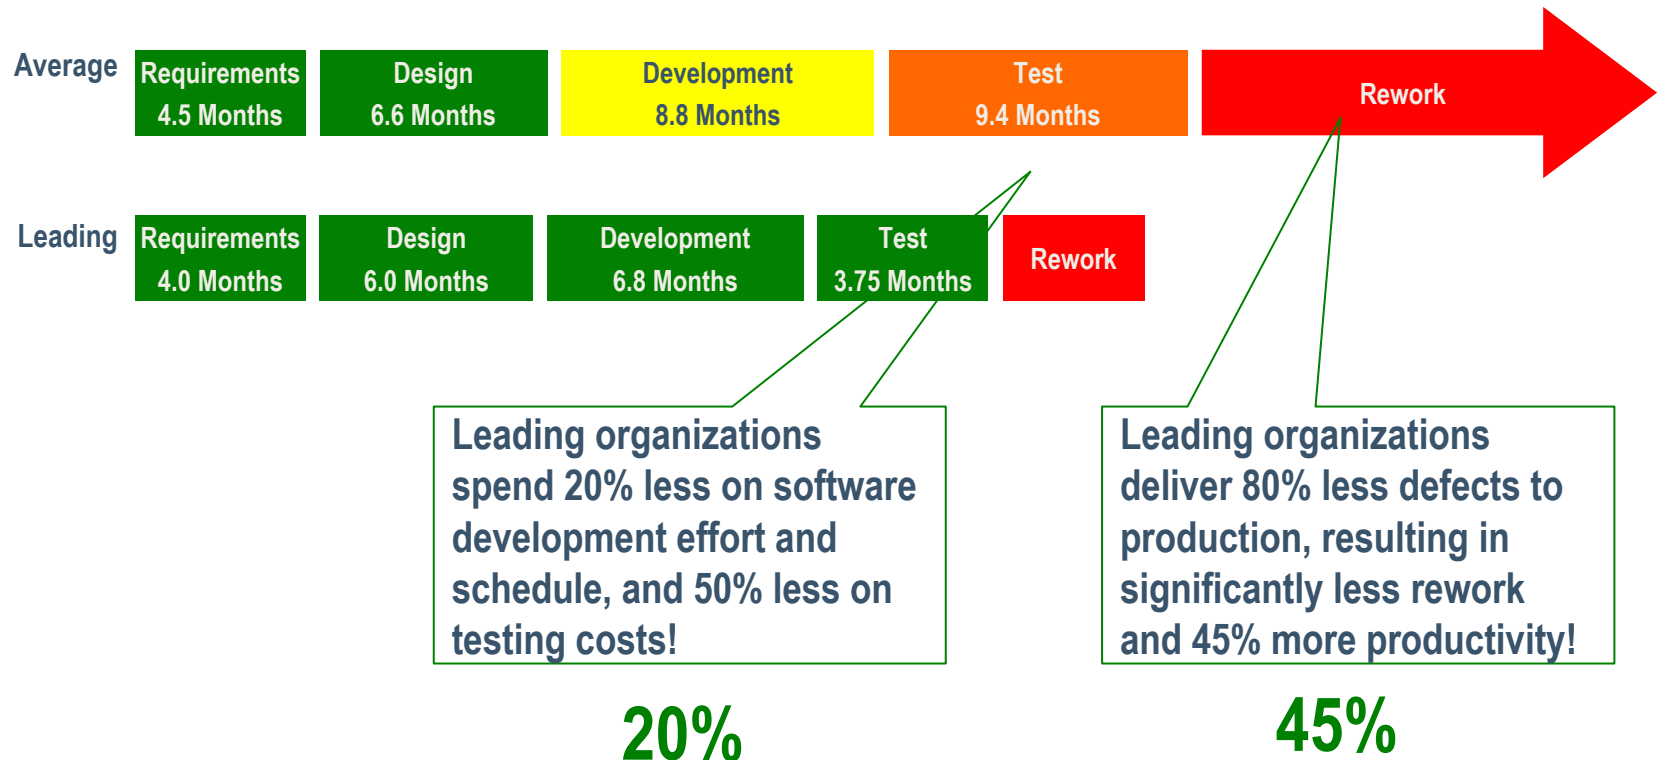 Average
Requirements
4.5 Months
Design
6.6 Months
Development
8.8 Months
Test
9.4 Months
Rework
Leading
Requirements
4.0 Months
Design
6.0 Months
Development
6.8 Months
Test
3.75 Months
Rework
Leading organizations
spend 20% less on software
development effort and
schedule, and 50% less on
testing costs!
Leading organizations
deliver 80% less defects to
production, resulting in
significantly less rework
and 45% more productivity!
20%
45%